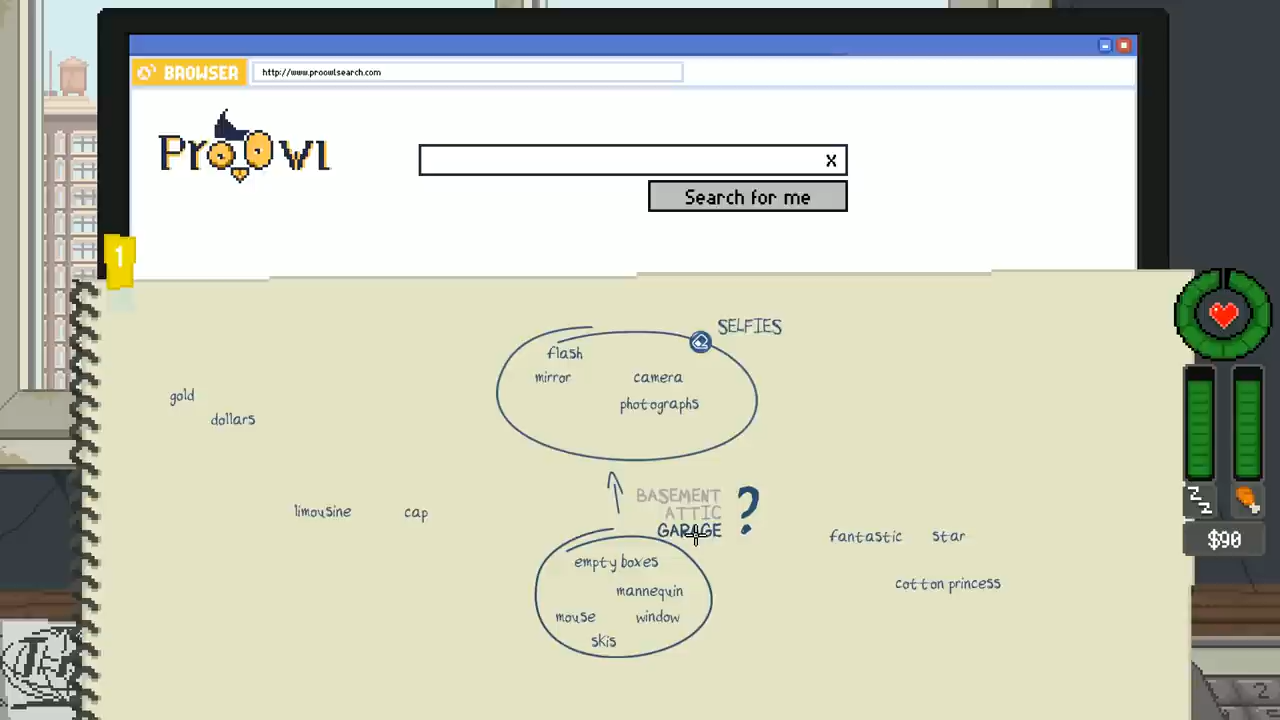 BROWSER
http://www.proowlsearch.com
PrOOwl
X
Search for me
1
SELFIES
flash
mirror
camera
photographs
gold
dollars
limousine
cap
BASEMENT
ATTIC
GARAGE
?
empty boxes
mannequin
mouse
window
skis
fantastic
star
cotton princess
$90
2